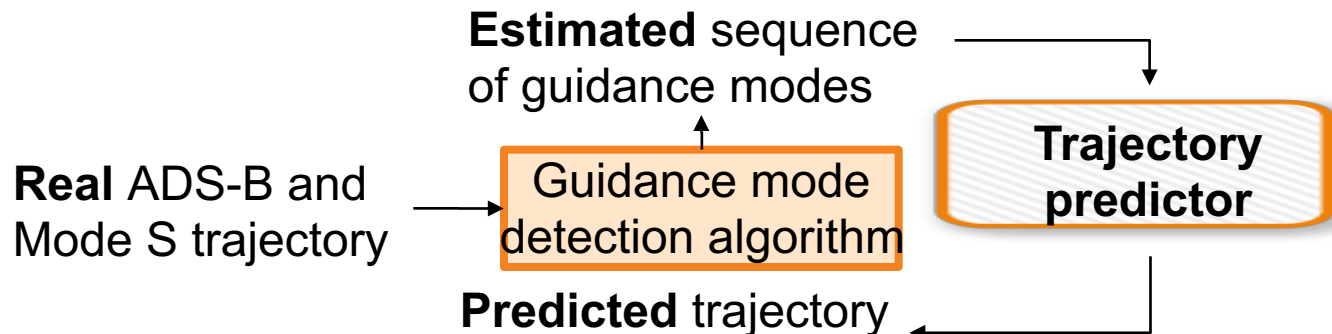 Estimated sequence
of guidance modes
Real ADS-B and
Mode S trajectory
Guidance mode
detection algorithm
Trajectory
predictor
Predicted trajectory